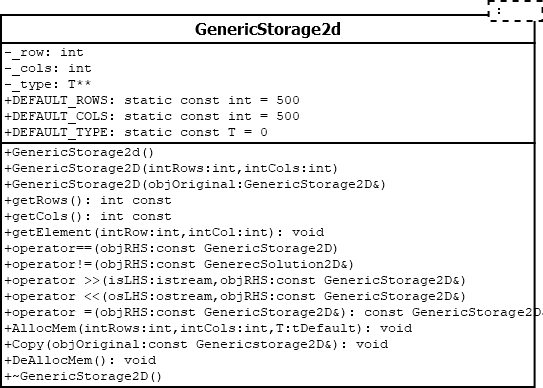 :
GenericStorage2d
-_row: int
-_cols: int
-_type: T**
+DEFAULT_ROWS: static const int = 500
+DEFAULT_COLS: static const int = 500
+DEFAULT_TYPE: static const T = 0
+GenericStorage2d()
+GenericStorage2D(intRows:int,intCols:int)
+GenericStorage2D(objOriginal:GenericStorage2D&)
+getRows(): int const
+getCols(): int const
+getElement(intRow:int,intCol:int): void
+operator==(objRHS:const GenericStorage2D)
+operator!=(objRHS:const GenerecSolution2D&)
+operator >>(isLHS:istream,objRHS:const GenericStorage2D&)
+operator <<(osLHS:ostream,objRHS:const GenericStorage2D&)
+operator =(objRHS:const GenericStorage2D&): const GenericStorage2D&
+AllocMem(intRows:int,intCols:int,T:tDefault): void
+Copy(objOriginal:const Genericstorage2d&): void
+DeAllocMem(): void
+~GenericStorage2D()